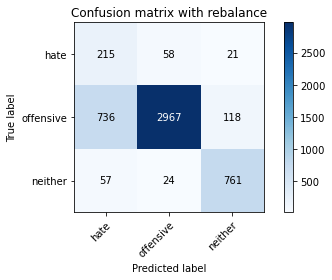 Confusion matrix with rebalance
True label
hate
offensive
neither
215 58 21
736 2967 118
57 24 761
hate
offensive
neither
Predicted label
2500
2000
1500
1000
500